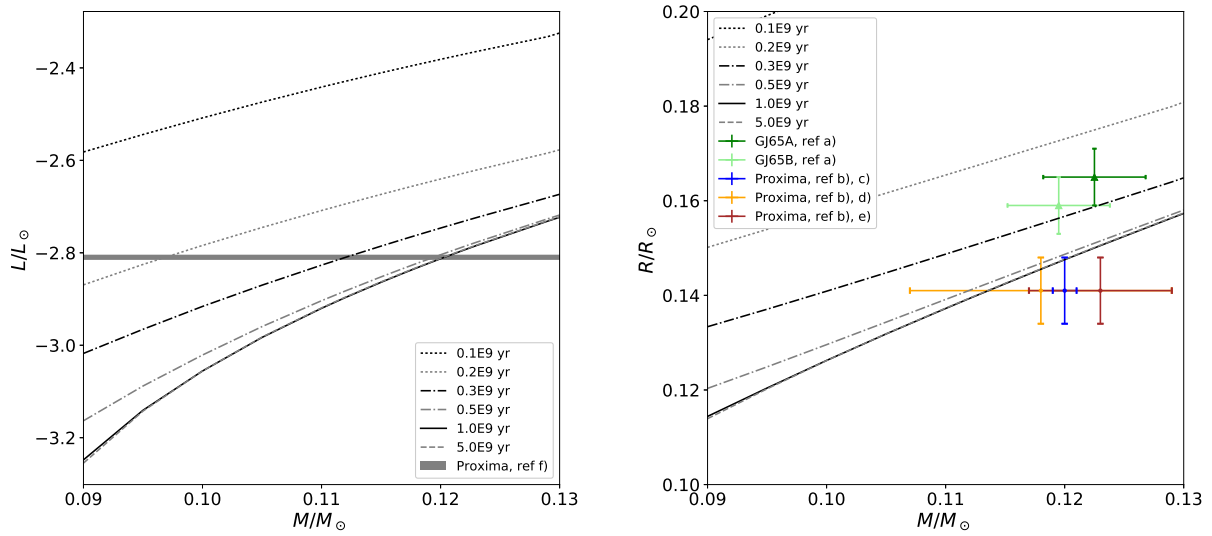 −2.4
−2.6
−2.8
−3.0
−3.2
L/L⊙
0.09
0.10
0.11
0.12
0.13
M/M⊙
0.1E9 yr
0.2E9 yr
0.3E9 yr
0.5E9 yr
1.0E9 yr
5.0E9 yr
Proxima, ref f)
0.20
0.18
0.16
0.14
0.12
0.10
R/R⊙
0.09
0.10
0.11
0.12
0.13
M/M⊙
0.1E9 yr
0.2E9 yr
0.3E9 yr
0.5E9 yr
1.0E9 yr
5.0E9 yr
GJ65A, ref a)
GJ65B, ref a)
Proxima, ref b), c)
Proxima, ref b), d)
Proxima, ref b), e)